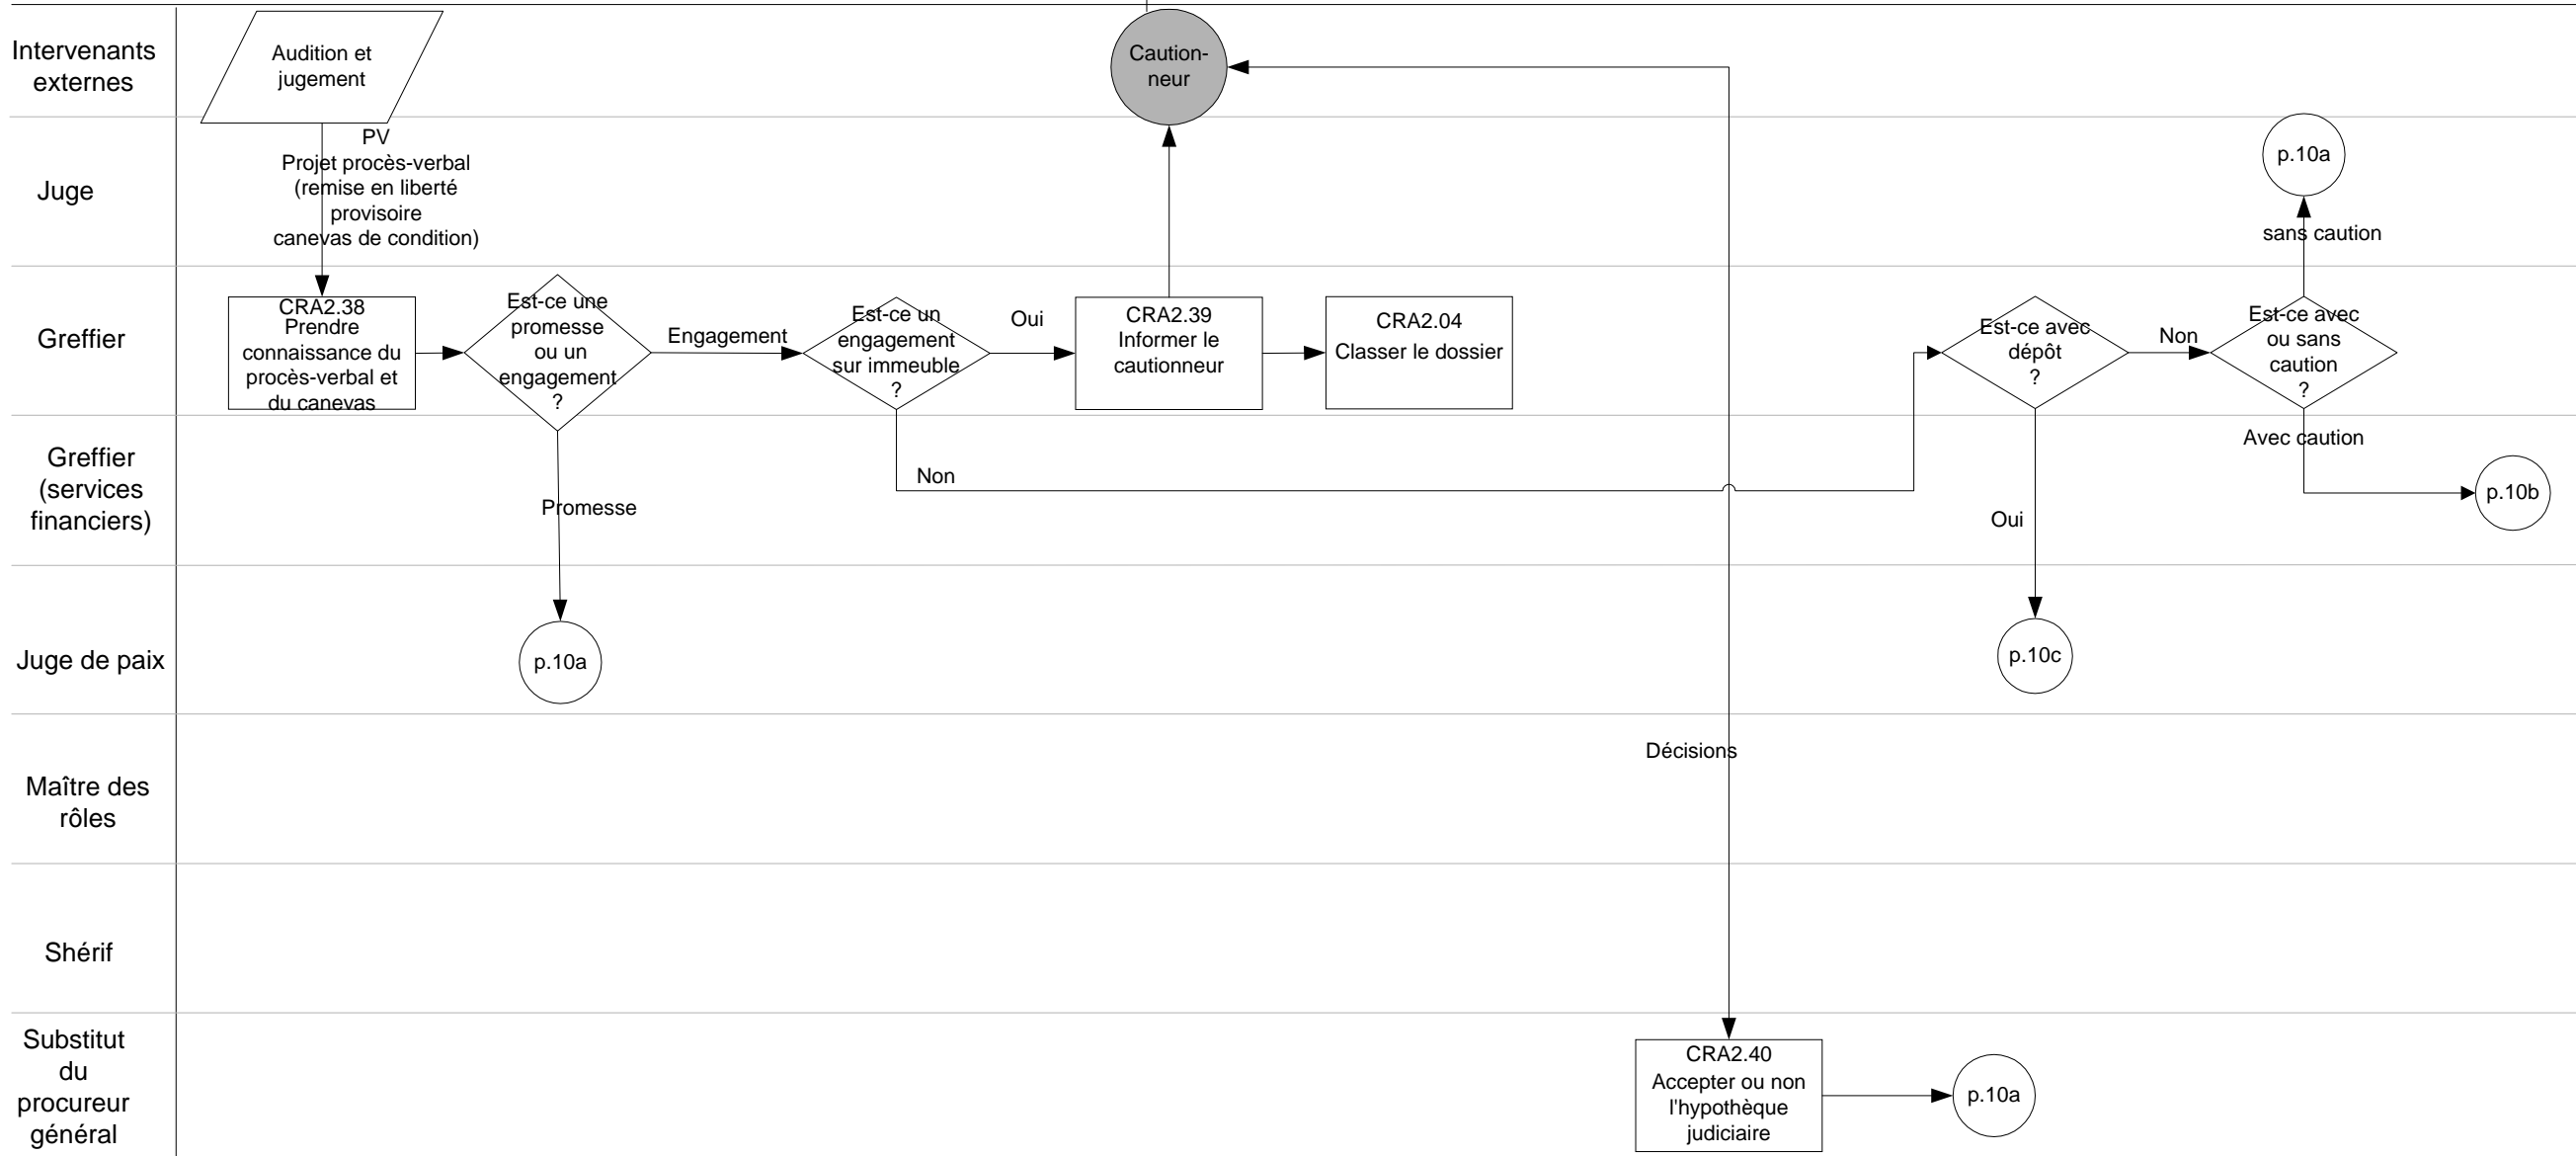 Intervenants
externes
Audition et
jugement
Caution-
neur
Juge
PV
Projet procès-verbal
(remise en liberté
provisoire
canevas de condition)
p.10a
sans caution
Greffier
CRA2.38
Prendre
connaissance du
procès-verbal et
du canevas
Est-ce une
promesse
ou un
engagement
?
Engagement
Est-ce un
engagement
sur immeuble
?
Oui
CRA2.39
Informer le
cautionneur
CRA2.04
Classer le dossier
Est-ce avec
dépôt
?
Non
Est-ce avec
ou sans
caution
?
Greffier
(services
financiers)
Promesse
Non
Oui
Avec caution
p.10b
Juge de paix
p.10a
p.10c
Maître des
rôles
Décisions
Shérif
Substitut
du
procureur
général
CRA2.40
Accepter ou non
l'hypothèque
judiciaire
p.10a